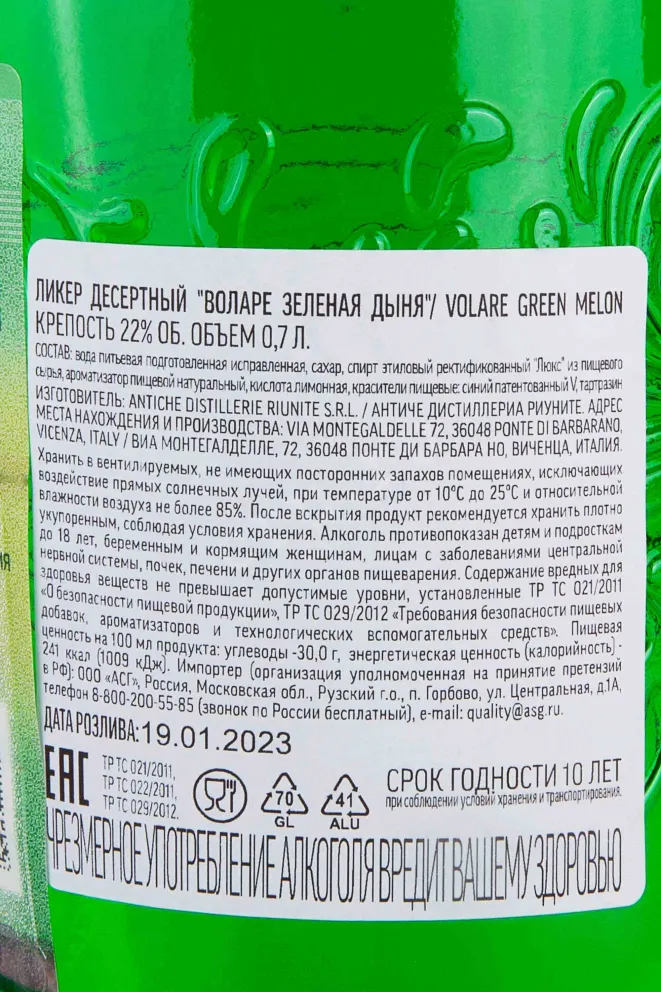 ЛИКЕР ДЕСЕРТНЫЙ "ВОЛАРЕ ЗЕЛЕНАЯ ДЫНЯ"/ VOLARE GREEN MELON
КРЕПОСТЬ 22% ОБ. ОБЪЕМ 0,7 Л.
СОСТАВ: вода питьевая подготовленная исправленная, сахар, спирт этиловый ректификованный "Люкс" из пищевого
сырья, ароматизатор пищевой натуральный, кислота лимонная, красители пищевые: синий патентованный V, тартразин
ИЗГОТОВИТЕЛЬ: ANTICHE DISTILLERIE RIUNITE S.R.L. / АНТИЧЕ ДИСТИЛЛЕРИА РИУНИТЕ. АДРЕС
МЕСТА НАХОЖДЕНИЯ И ПРОИЗВОДСТВА: VIA MONTEGALDELLE 72, 36048 PONTE DI BARBARANO,
VICENZA, ITALY / ВИА МОНТЕГАЛДЕЛЛЕ, 72, 36048 ПОНТЕ ДИ БАРБАРА НО, ВИЧЕНЦА, ИТАЛИЯ.
Хранить в вентилируемых, не имеющих посторонних запахов помещениях, исключающих
воздействие прямых солнечных лучей, при температуре от 10°С до 25°С и относительной
влажности воздуха не более 85%. После вскрытия продукт рекомендуется хранить плотно
укупоренным, соблюдая условия хранения. Алкоголь противопоказан детям и подросткам
до 18 лет, беременным и кормящим женщинам, лицам с заболеваниями центральной
нервной системы, почек, печени и других органов пищеварения. Содержание вредных для
здоровья веществ не превышает допустимые уровни, установленные ТР ТС 021/2011
«О безопасности пищевой продукции», ТР ТС 029/2012 «Требования безопасности пищевых
добавок, ароматизаторов и технологических вспомогательных средств». Пищевая
ценность на 100 мл продукта: углеводы -30,0 г, энергетическая ценность (калорийность) -
241 ккал (1009 кДж). Импортер (организация уполномоченная на принятие претензий
в РФ): ООО «АСГ», Россия, Московская обл., Рузский г.о., п. Горбово, ул. Центральная, д.1А,
телефон 8-800-200-55-85 (звонок по России бесплатный), e-mail: quality@asg.ru.
ДАТА РОЗЛИВА: 19.01.2023
ЕАС
ТР ТС 021/2011,
ТР ТС 022/2011,
ТР ТС 029/2012.
70
GL
41
ALU
СРОК ГОДНОСТИ 10 ЛЕТ
при соблюдении условий хранения и транспортирования.
ЧРЕЗМЕРНОЕ УПОТРЕБЛЕНИЕ АЛКОГОЛЯ ВРЕДИТ ВАШЕМУ ЗДОРОВЬЮ